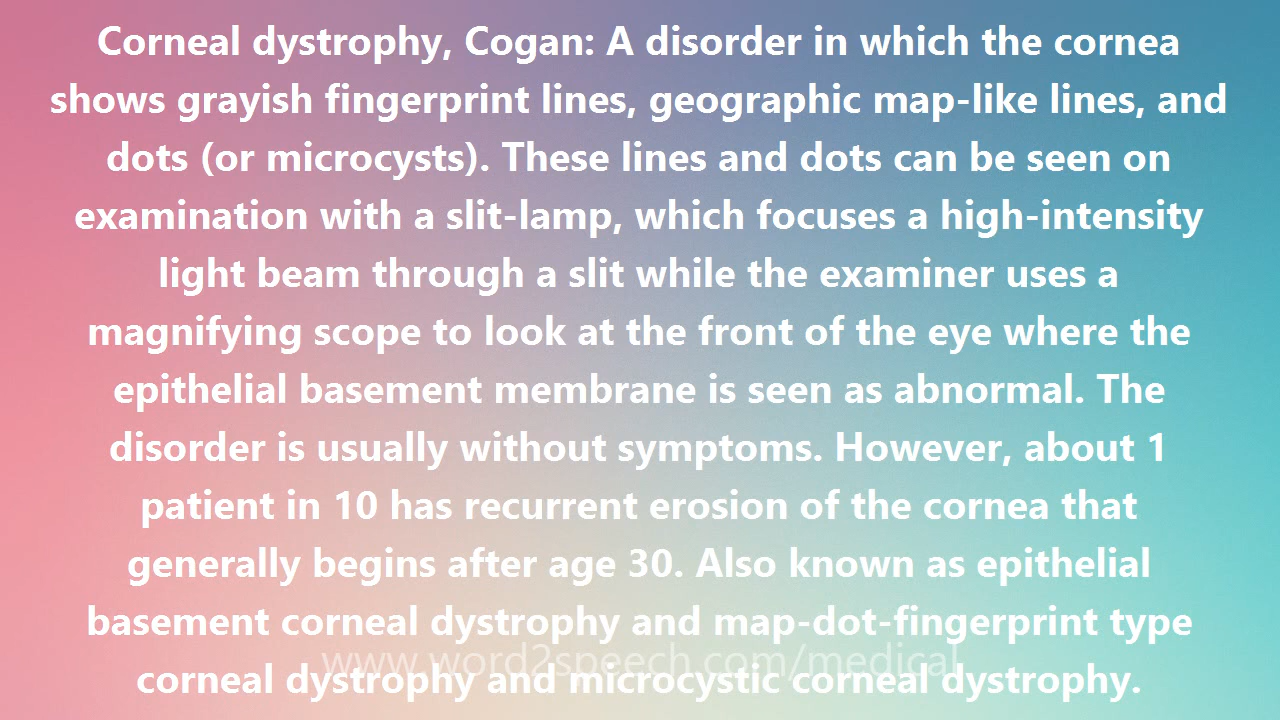 Corneal dystrophy, Cogan: A disorder in which the cornea
shows grayish fingerprint lines, geographic map-like lines, and
dots (or microcysts). These lines and dots can be seen on
examination with a slit-lamp, which focuses a high-intensity
light beam through a slit while the examiner uses a
magnifying scope to look at the front of the eye where the
epithelial basement membrane is seen as abnormal. The
disorder is usually without symptoms. However, about 1
patient in 10 has recurrent erosion of the cornea that
generally begins after age 30. Also known as epithelial
basement corneal dystrophy and map-dot-fingerprint type
www.word2speech.com/medical
corneal dystrophy and microcystic corneal dystrophy.